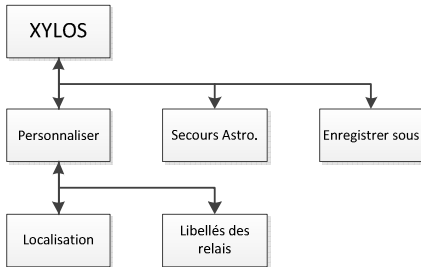 XYLOS
Personnaliser
Secours Astro.
Enregistrer sous
Localisation
Libellés des
relais